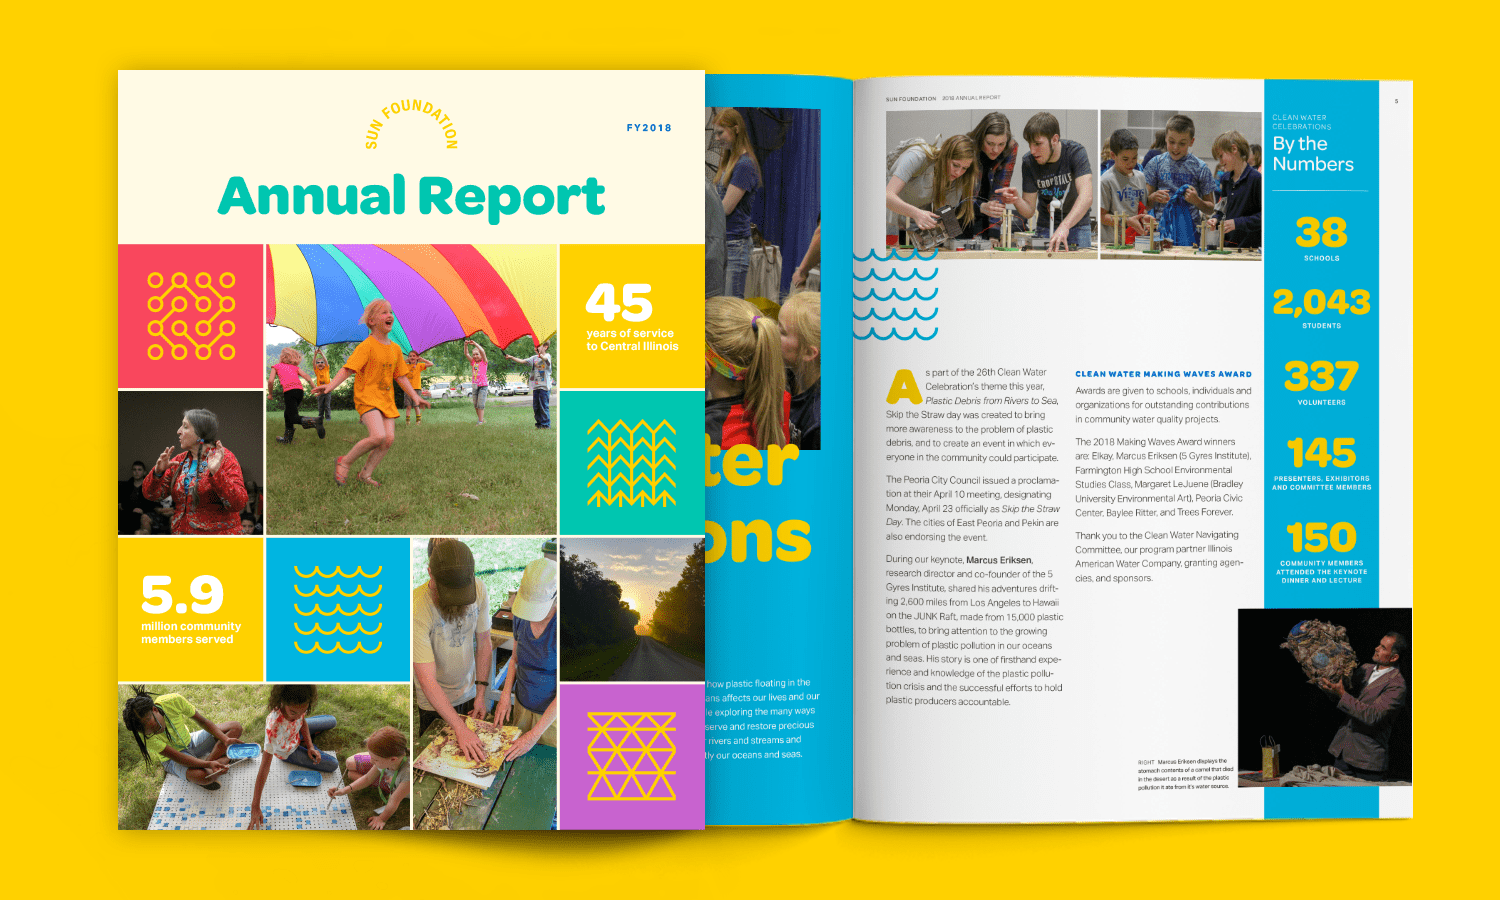 SUN FOUNDATION
FY2018
Annual Report
45
years of service
to Central Illinois
5.9
million community
members served
ter
ons
how plastic floating in the
ans affects our lives and our
le exploring the many ways
serve and restore precious
rivers and streams and
lly our oceans and seas.
SUN FOUNDATION 2018 ANNUAL REPORT
5
As part of the 26th Clean Water
Celebration's theme this year,
Plastic Debris from Rivers to Sea,
Skip the Straw day was created to bring
more awareness to the problem of plastic
debris, and to create an event in which ev-
eryone in the community could participate.
The Peoria City Council issued a proclama-
tion at their April 10 meeting, designating
Monday, April 23 officially as Skip the Straw
Day. The cities of East Peoria and Pekin are
also endorsing the event.
During our keynote, Marcus Eriksen,
research director and co-founder of the 5
Gyres Institute, shared his adventures drift-
ing 2,600 miles from Los Angeles to Hawaii
on the JUNK Raft, made from 15,000 plastic
bottles, to bring attention to the growing
problem of plastic pollution in our oceans
and seas. His story is one of firsthand expe-
rience and knowledge of the plastic pollu-
tion crisis and the successful efforts to hold
plastic producers accountable.
CLEAN WATER MAKING WAVES AWARD
Awards are given to schools, individuals and
organizations for outstanding contributions
in community water quality projects.
The 2018 Making Waves Award winners
are: Elkay, Marcus Eriksen (5 Gyres Institute),
Farmington High School Environmental
Studies Class, Margaret LeJuene (Bradley
University Environmental Art), Peoria Civic
Center, Baylee Ritter, and Trees Forever.
Thank you to the Clean Water Navigating
Committee, our program partner Illinois
American Water Company, granting agen-
cies, and sponsors.
RIGHT Marcus Eriksen displays the
stomach contents of a camel that died
in the desert as a result of the plastic
pollution it ate from it's water source.
CLEAN WATER
CELEBRATIONS
By the
Numbers
38
SCHOOLS
2,043
STUDENTS
337
VOLUNTEERS
145
PRESENTERS, EXHIBITORS
AND COMMITTEE MEMBERS
150
COMMUNITY MEMBERS
ATTENDED THE KEYNOTE
DINNER AND LECTURE